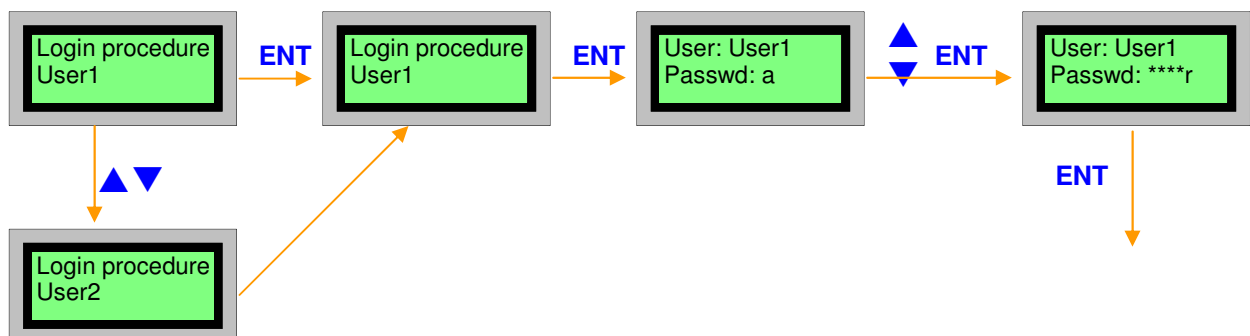 Login procedure
User1
ENT
Login procedure
User1
ENT
User: User1
Passwd: a
ENT
User: User1
Passwd: ****r
ENT
Login procedure
User2